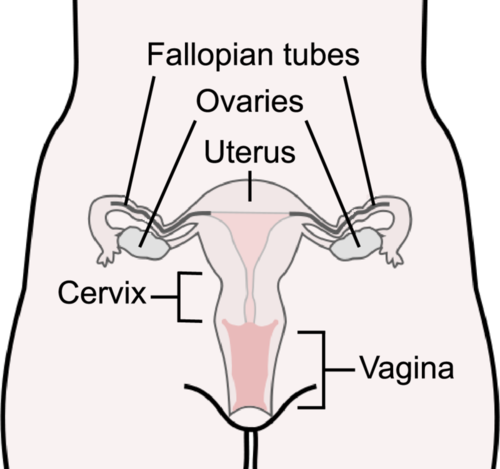 Fallopian tubes
Ovaries
Uterus
Cervix
Vagina